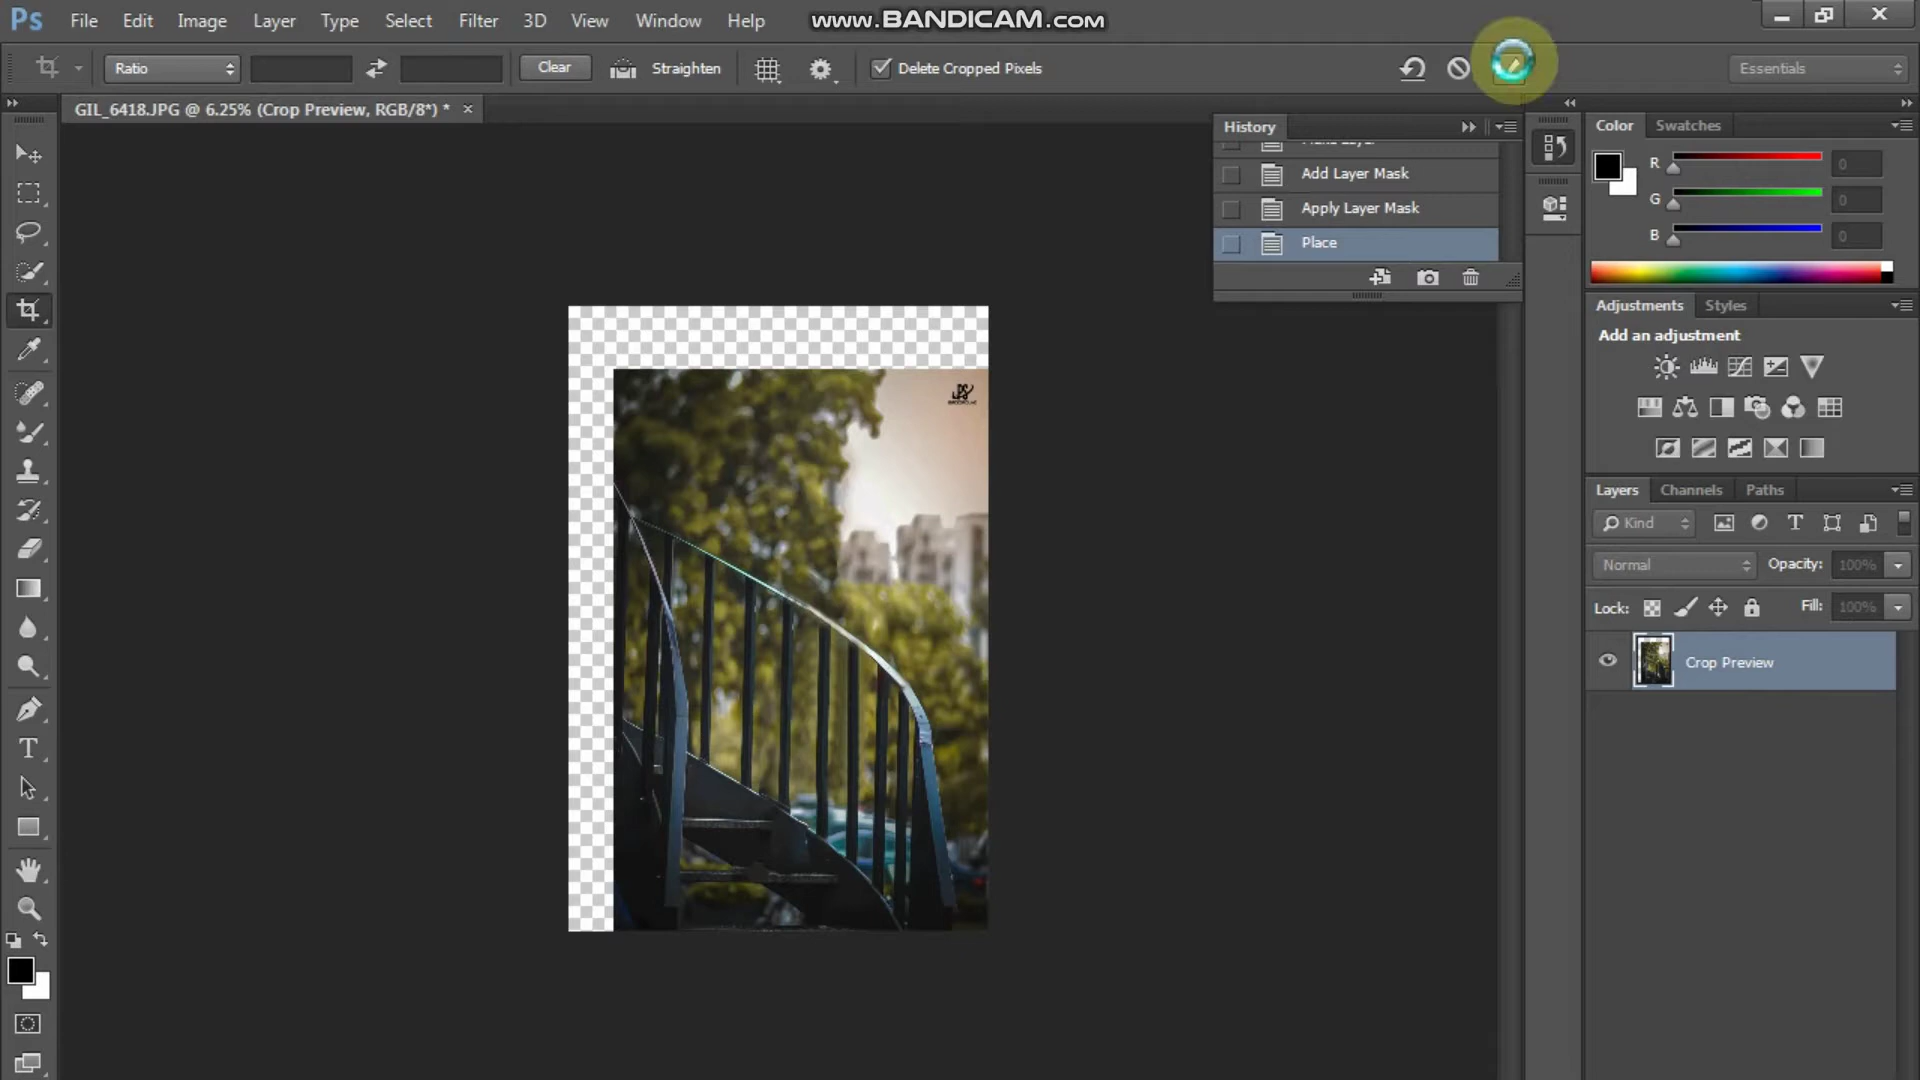 Ps File Edit Image Layer Type Select Filter 3D View Window Help
www.BANDICAM.com
Ratio Clear Straighten Delete Cropped Pixels Essentials
GIL_6418.JPG @ 6.25% (Crop Preview, RGB/8*) * ×
History
Add Layer Mask
Apply Layer Mask
Place
Color Swatches
R 0
G 0
B 0
Adjustments Styles
Add an adjustment
Layers Channels Paths
Kind
Normal Opacity: 100%
Lock: Fill: 100%
Crop Preview